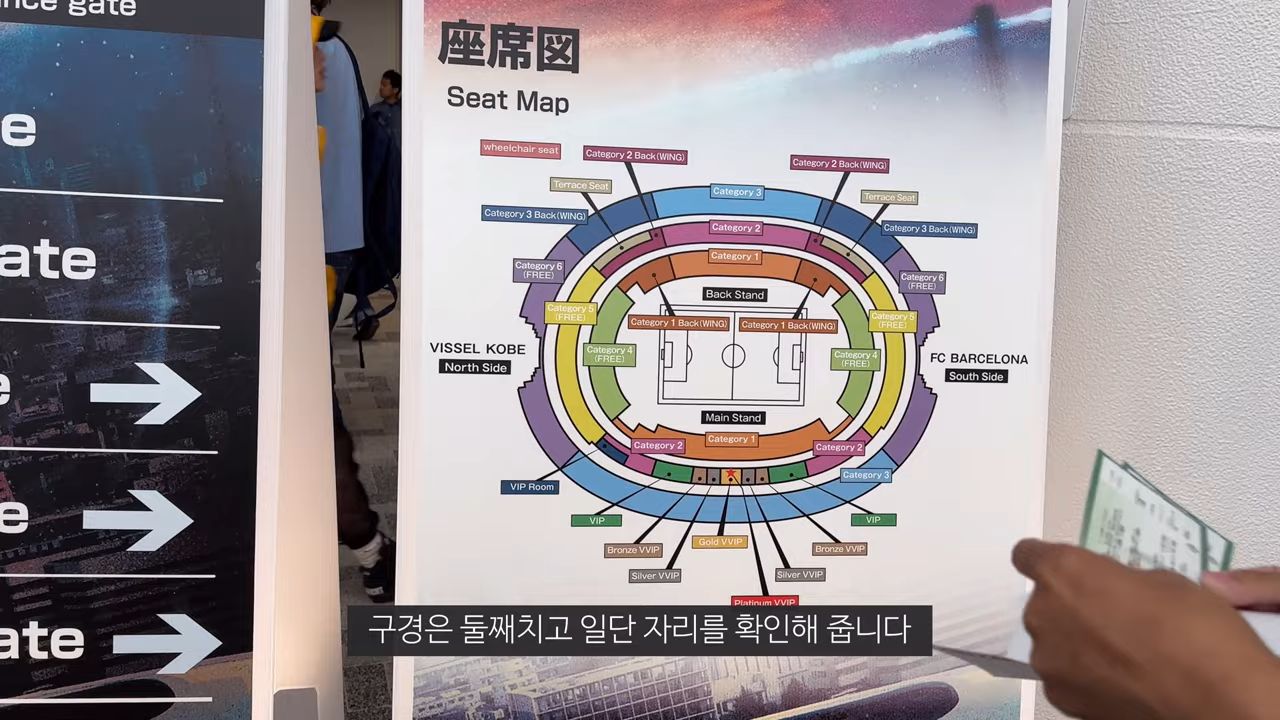 nce gate
e
ate
e
e
ate
座席図
Seat Map
wheelchair seat
Category 2 Back(WING)
Category 2 Back(WING)
Terrace Seat
Category 3
Terrace Seat
Category 3 Back(WING)
Category 2
Category 3 Back(WING)
Category 1
Category 6
(FREE)
Category 6
(FREE)
Back Stand
Category 5
(FREE)
Category 1 Back(WING)
Category 1 Back(WING)
Category 5
(FREE)
VISSEL KOBE
North Side
Category 4
(FREE)
Category 4
(FREE)
FC BARCELONA
South Side
Main Stand
Category 2
Category 1
Category 2
Category 3
VIP Room
VIP
VIP
Gold VVIP
Bronze VVIP
Bronze VVIP
Silver VVIP
Silver VVIP
Platinum VVIP
구경은 둘째치고 일단 자리를 확인해 줍니다